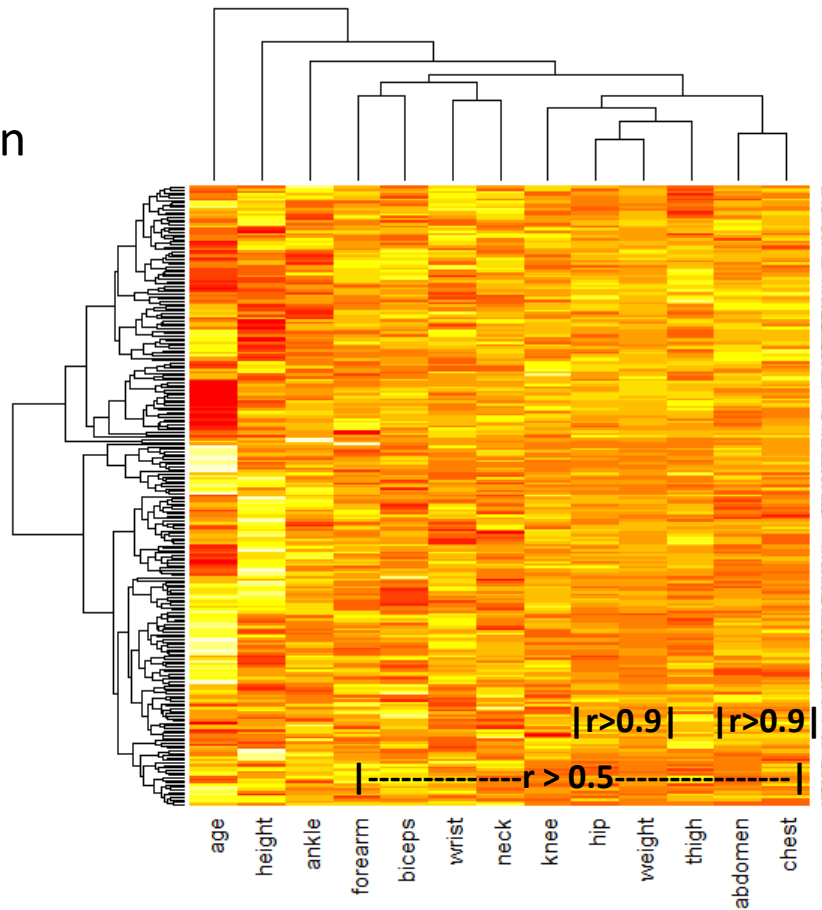 n
|r>0.9| |r>0.9|
|--------------r > 0.5----------------|
age height ankle forearm biceps wrist neck knee hip weight thigh abdomen chest